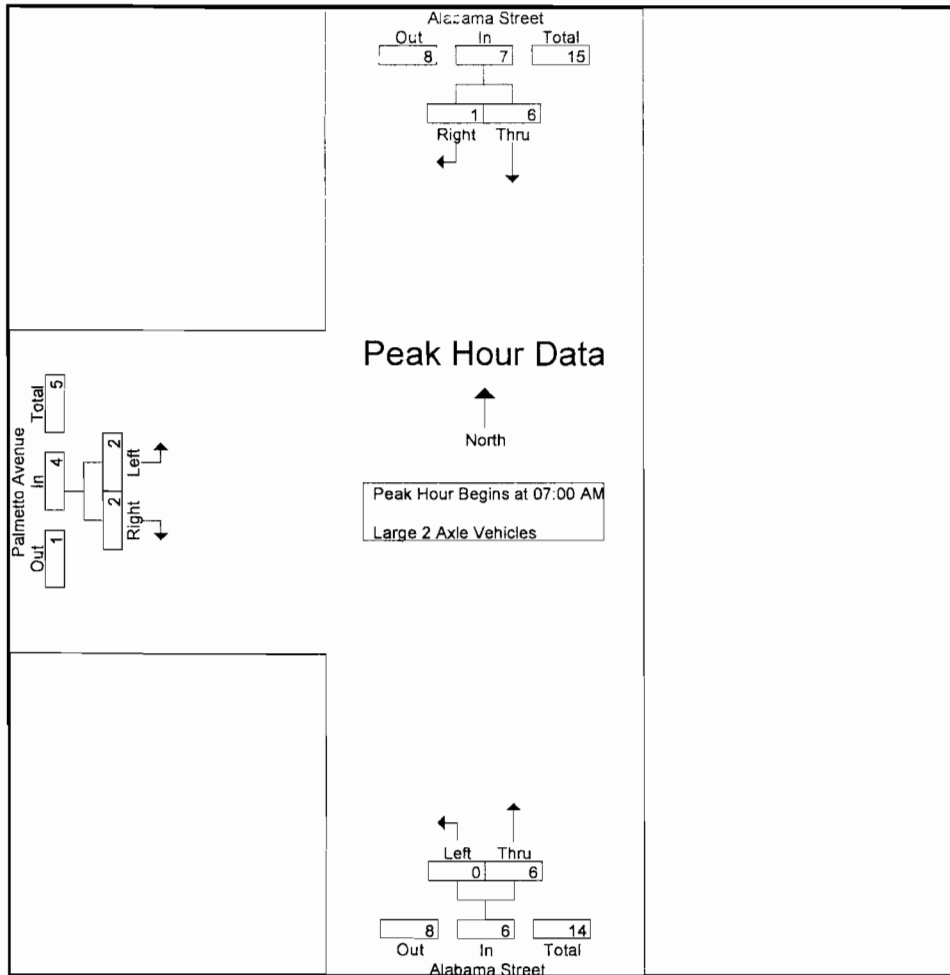 Alabama Street
Out In Total
8 7 15
1 6
Right Thru
Peak Hour Data
North
Peak Hour Begins at 07:00 AM
Large 2 Axle Vehicles
Palmetto Avenue
Out In Total
1 4 5
2 2
Right Left
Left Thru
0 6
8 6 14
Out In Total
Alabama Street